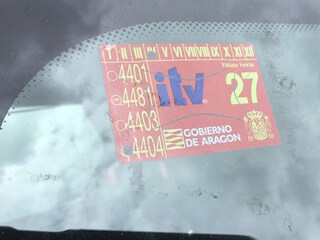 I II III IV V VI VII VIII IX X XI XII
Válido hasta
4401
4481
itv
27
4403
4404
GOBIERNO
DE ARAGON